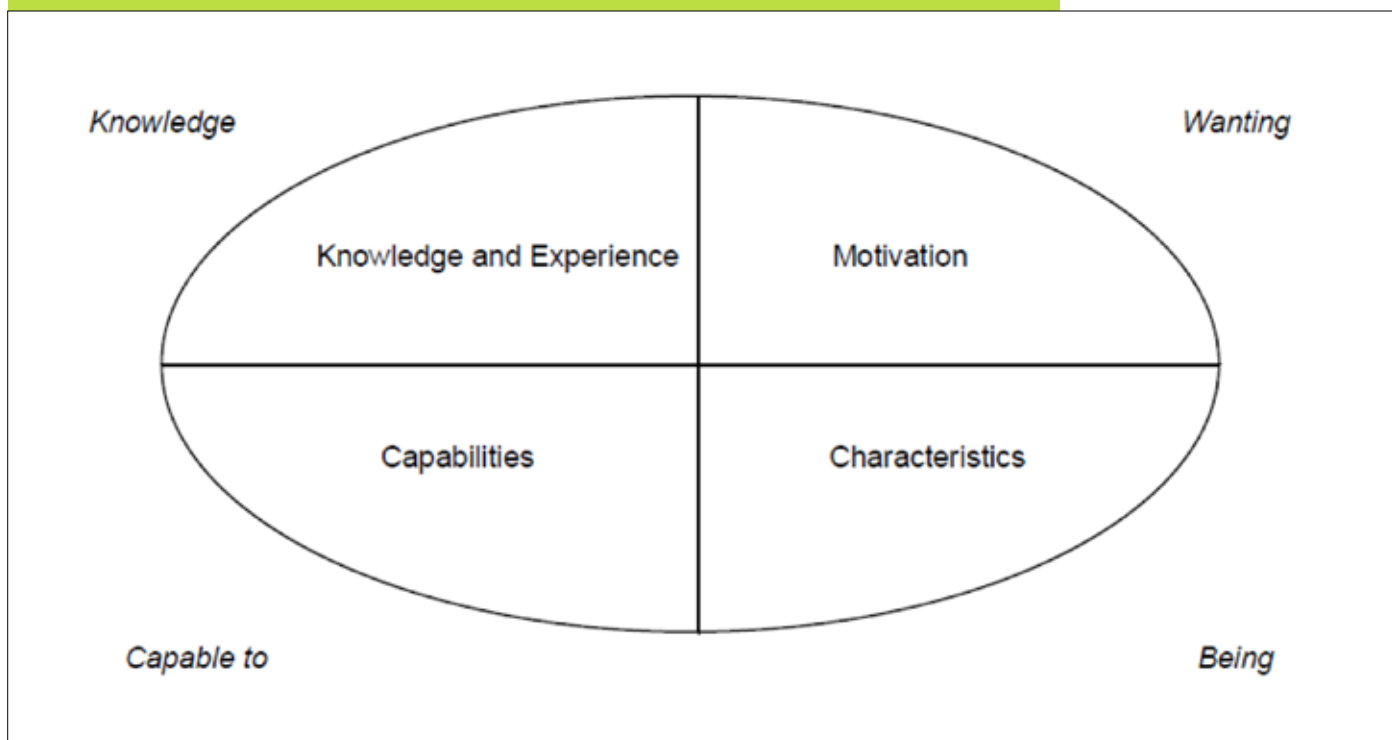 Knowledge
Wanting
Knowledge and Experience
Motivation
Capabilities
Characteristics
Capable to
Being